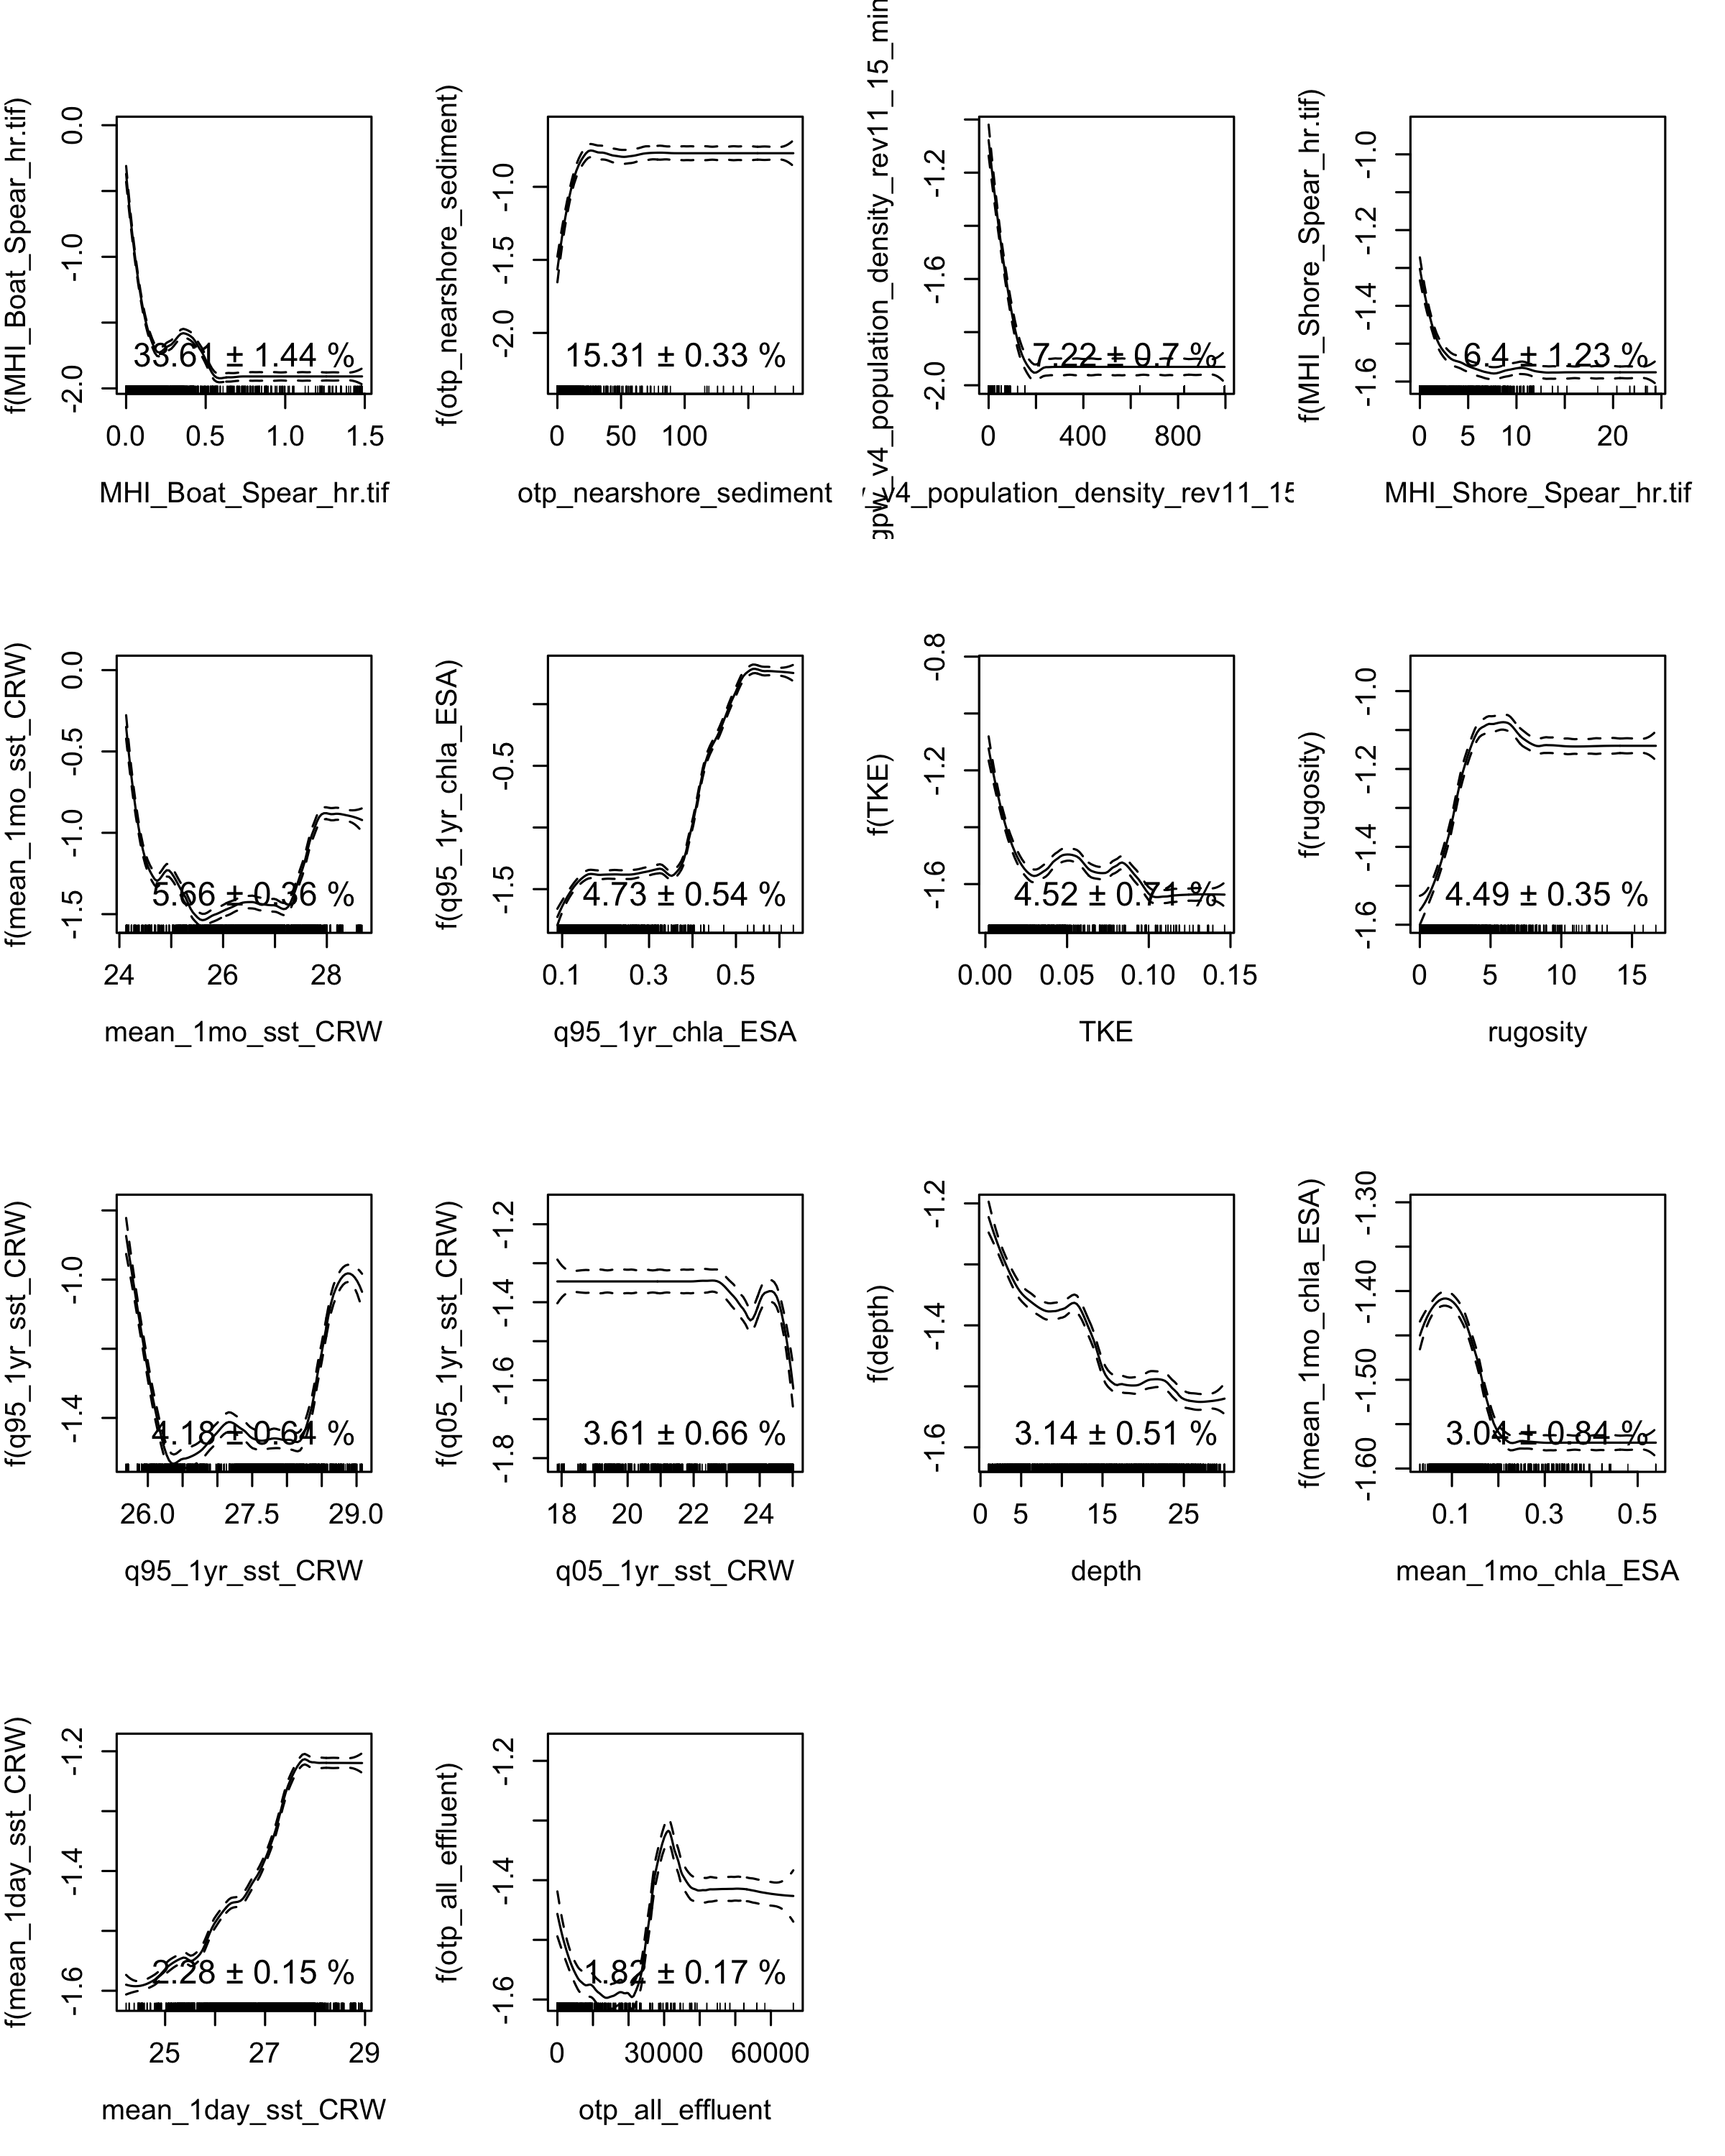 f(MHI_Boat_Spear_hr.tif)
0.0
-1.0
-2.0
33.61 ± 1.44 %
0.0 0.5 1.0 1.5
MHI_Boat_Spear_hr.tif
f(otp_nearshore_sediment)
-1.0
-1.5
-2.0
15.31 ± 0.33 %
0 50 100
otp_nearshore_sediment
gpw_v4_population_density_rev11_15_min
-1.2
-1.6
-2.0
7.22 ± 0.7 %
0 400 800
_v4_population_density_rev11_15
f(MHI_Shore_Spear_hr.tif)
-1.0
-1.2
-1.4
-1.6
6.4 ± 1.23 %
0 5 10 20
MHI_Shore_Spear_hr.tif
f(mean_1mo_sst_CRW)
0.0
-0.5
-1.0
-1.5
5.66 ± 0.36 %
24 26 28
mean_1mo_sst_CRW
f(q95_1yr_chla_ESA)
-0.5
-1.5
4.73 ± 0.54 %
0.1 0.3 0.5
q95_1yr_chla_ESA
f(TKE)
-0.8
-1.2
-1.6
4.52 ± 0.71 %
0.00 0.05 0.10 0.15
TKE
f(rugosity)
-1.0
-1.2
-1.4
-1.6
4.49 ± 0.35 %
0 5 10 15
rugosity
f(q95_1yr_sst_CRW)
-1.0
-1.4
4.18 ± 0.64 %
26.0 27.5 29.0
q95_1yr_sst_CRW
f(q05_1yr_sst_CRW)
-1.2
-1.4
-1.6
-1.8
3.61 ± 0.66 %
18 20 22 24
q05_1yr_sst_CRW
f(depth)
-1.2
-1.4
-1.6
3.14 ± 0.51 %
0 5 15 25
depth
f(mean_1mo_chla_ESA)
-1.30
-1.40
-1.50
-1.60
3.04 ± 0.84 %
0.1 0.3 0.5
mean_1mo_chla_ESA
f(mean_1day_sst_CRW)
-1.2
-1.4
-1.6
2.28 ± 0.15 %
25 27 29
mean_1day_sst_CRW
f(otp_all_effluent)
-1.2
-1.4
-1.6
1.82 ± 0.17 %
0 30000 60000
otp_all_effluent